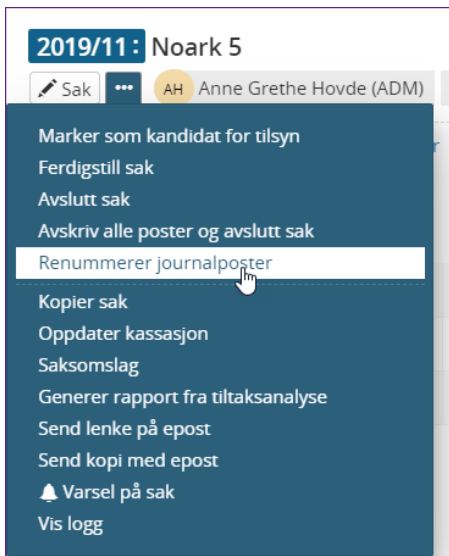 2019/11: Noark 5
Sak ••• AH Anne Grethe Hovde (ADM)
Marker som kandidat for tilsyn
Ferdigstill sak
Avslutt sak
Avskriv alle poster og avslutt sak
Renummerer journalposter
Kopier sak
Oppdater kassasjon
Saksomslag
Generer rapport fra tiltaksanalyse
Send lenke på epost
Send kopi med epost
Varsel på sak
Vis logg